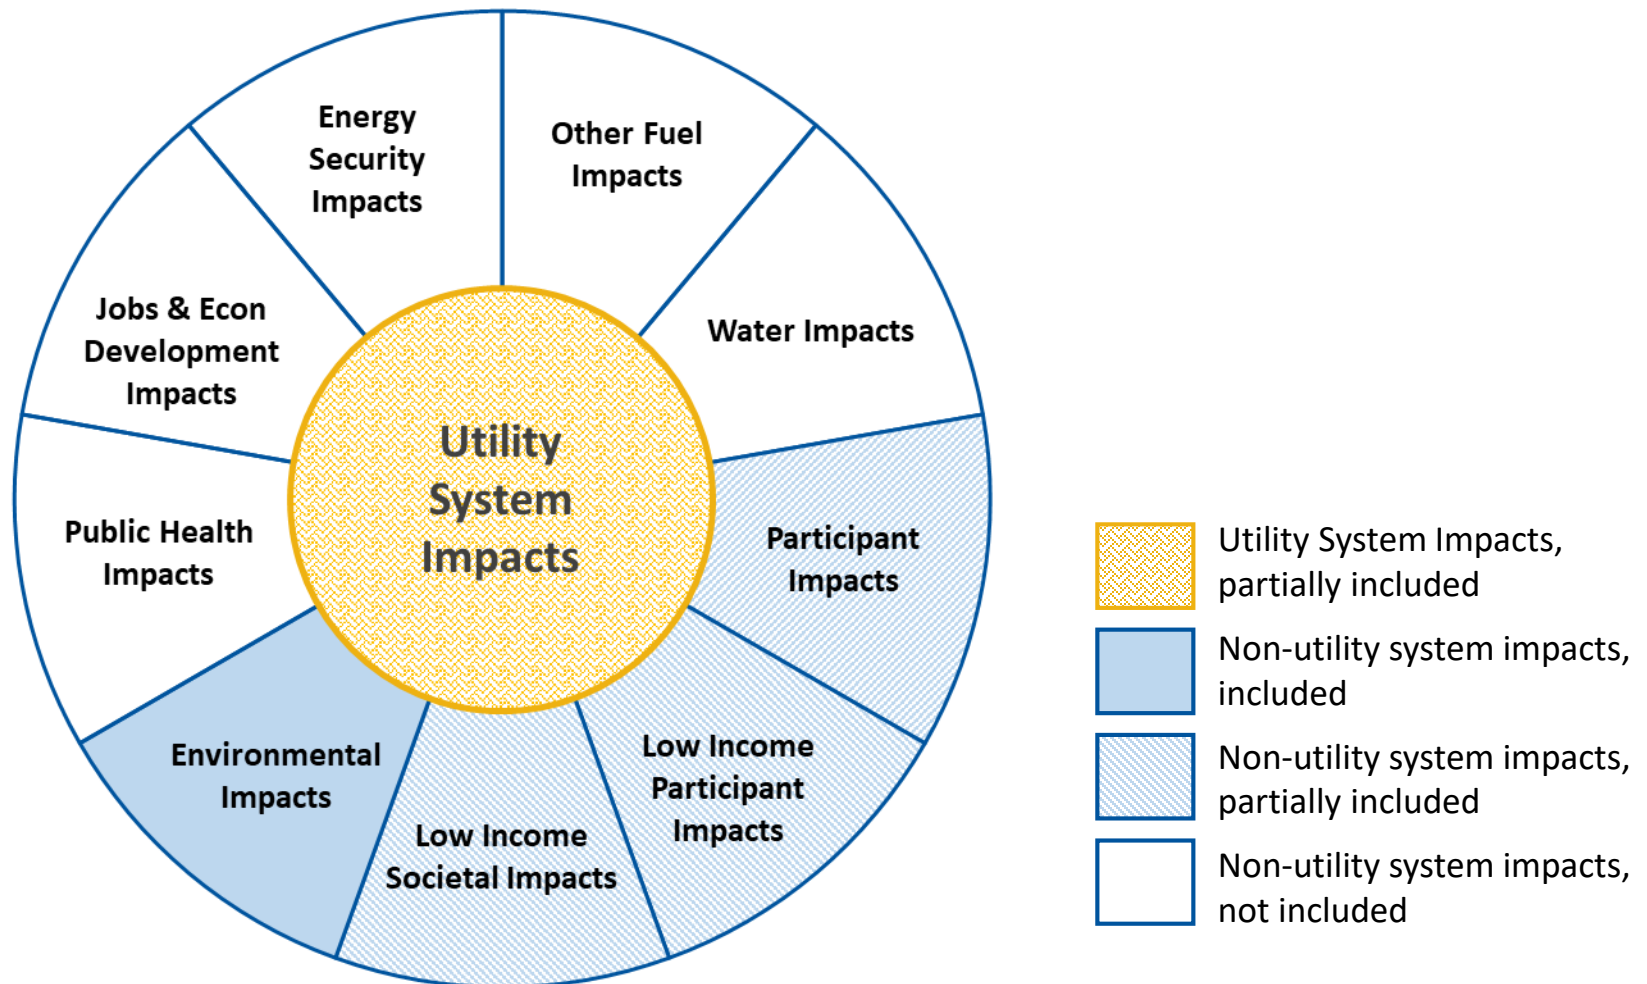 Energy
Security
Impacts
Other Fuel
Impacts
Water Impacts
Jobs & Econ
Development
Impacts
Utility
System
Impacts
Public Health
Impacts
Participant
Impacts
Environmental
Impacts
Low Income
Societal Impacts
Low Income
Participant
Impacts
Utility System Impacts,
partially included
Non-utility system impacts,
included
Non-utility system impacts,
partially included
Non-utility system impacts,
not included